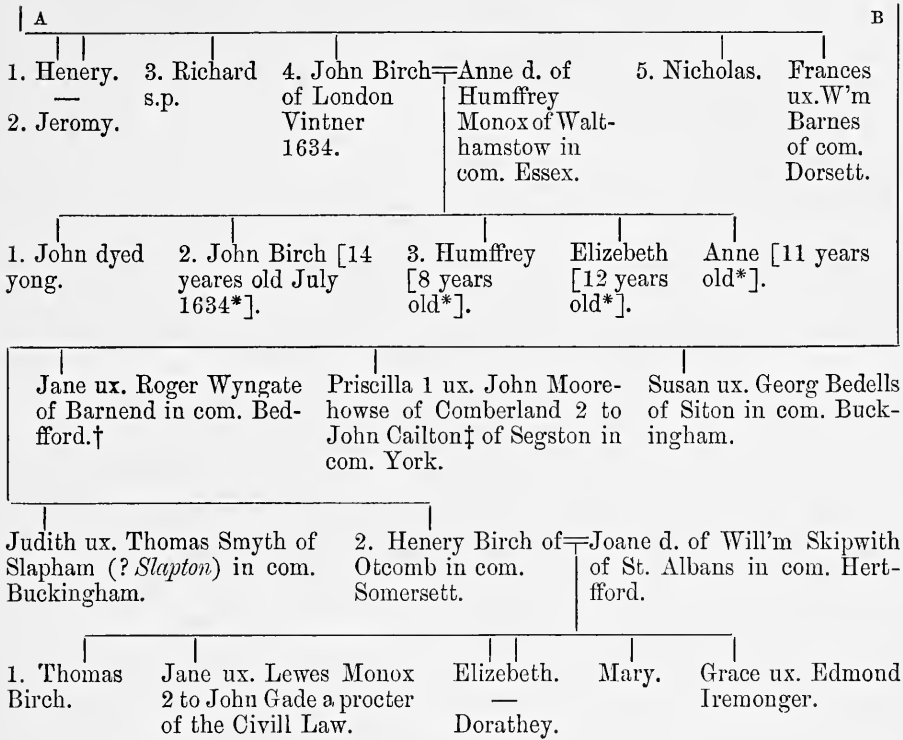 A B
1. Henery.
—
2. Jeromy.
3. Richard
s.p.
4. John Birch
of London
Vintner
1634.
Anne d. of
Humffrey
Monox of Walt-
hamstow in
com. Essex.
5. Nicholas.
Frances
ux. W'm
Barnes
of com.
Dorsett.
1. John dyed
yong.
2. John Birch [14
yeares old July
1634*].
3. Humffrey
[8 years
old*].
Elizebeth
[12 years
old*].
Anne [11 years
old*].
Jane ux. Roger Wyngate
of Barnend in com. Bed-
fford.†
Priscilla 1 ux. John Moore-
howse of Comberland 2 to
John Cailton‡ of Segston in
com. York.
Susan ux. Georg Bedells
of Siton in com. Buck-
ingham.
Judith ux. Thomas Smyth of
Slapham (? Slapton) in com.
Buckingham.
2. Henery Birch of
Otcomb in com.
Somersett.
Joane d. of Will'm Skipwith
of St. Albans in com. Hert-
fford.
1. Thomas
Birch.
Jane ux. Lewes Monox
2 to John Gade a procter
of the Civill Law.
Elizebeth.
—
Dorathey.
Mary.
Grace ux. Edmond
Iremonger.